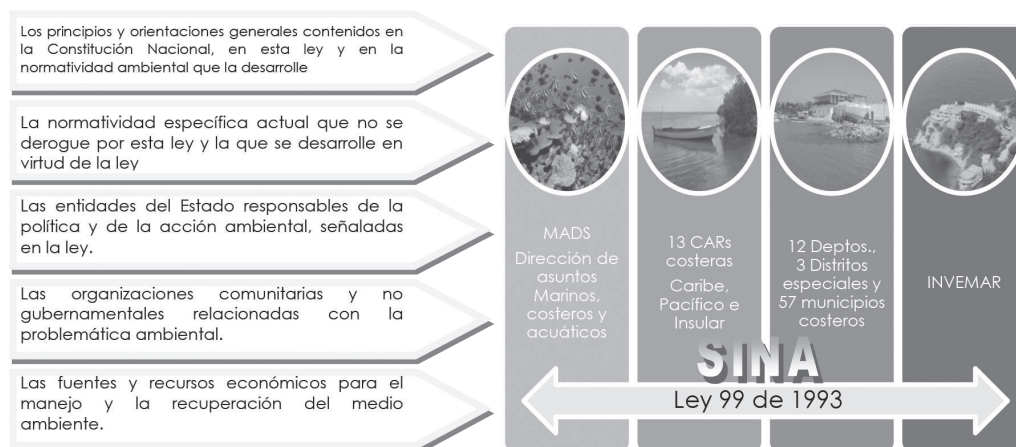 Los principios y orientaciones generales contenidos en
la Constitución Nacional, en esta ley y en la
normatividad ambiental que la desarrolle
La normatividad específica actual que no se
derogue por esta ley y la que se desarrolle en
virtud de la ley
Las entidades del Estado responsables de la
política y de la acción ambiental, señaladas
en la ley.
Las organizaciones comunitarias y no
gubernamentales relacionadas con la
problemática ambiental.
Las fuentes y recursos económicos para el
manejo y la recuperación del medio
ambiente.
MADS
Dirección de
asuntos
Marinos,
costeros y
acuáticos
13 CARs
costeras
Caribe,
Pacífico e
Insular
12 Deptos.,
3 Distritos
especiales y
57 municipios
costeros
INVEMAR
SINA
Ley 99 de 1993